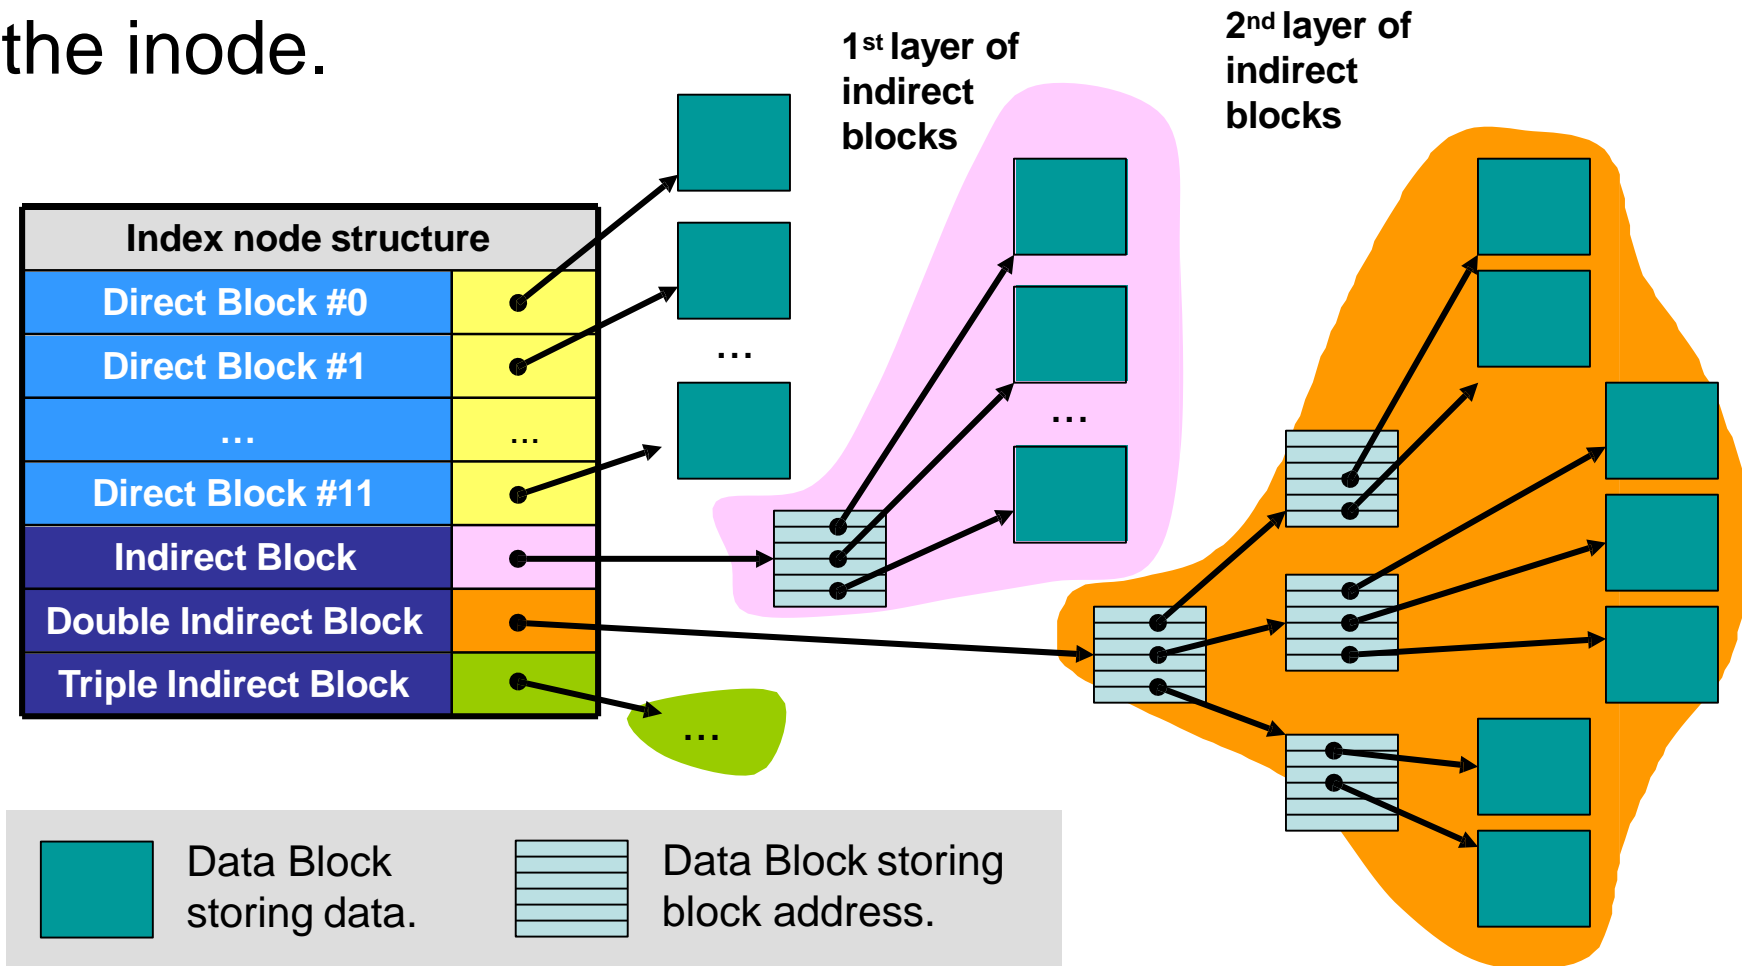 the inode.
1st layer of
indirect
blocks
2nd layer of
indirect
blocks
Index node structure
Direct Block #0
Direct Block #1
...
... ...
Direct Block #11
...
Indirect Block
Double Indirect Block
Triple Indirect Block
...
Data Block
storing data.
Data Block storing
block address.